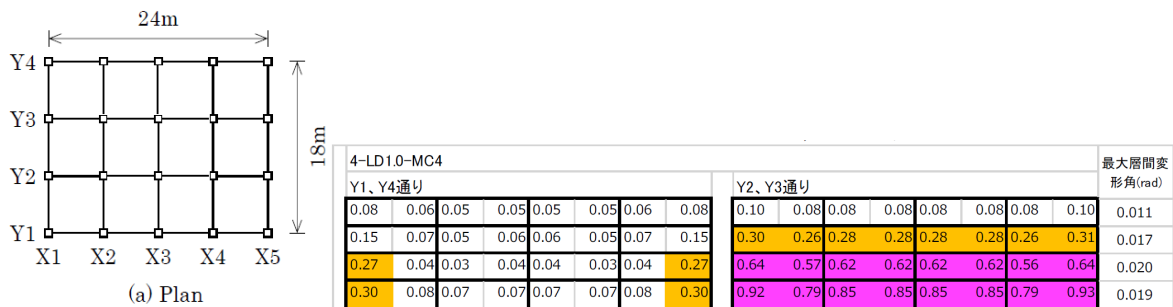 24m
Y4
Y3
Y2
Y1
18m
X1 X2 X3 X4 X5
(a) Plan
4-LD1.0-MC4
最大層間変形角(rad)
Y1、Y4通り
Y2、Y3通り
0.08 0.06 0.05 0.05 0.05 0.05 0.06 0.08 0.10 0.08 0.08 0.08 0.08 0.08 0.08 0.10 0.011
0.15 0.07 0.05 0.06 0.06 0.05 0.07 0.15 0.30 0.26 0.28 0.28 0.28 0.28 0.26 0.31 0.017
0.27 0.04 0.03 0.04 0.04 0.03 0.04 0.27 0.64 0.57 0.62 0.62 0.62 0.62 0.56 0.64 0.020
0.30 0.08 0.07 0.07 0.07 0.07 0.08 0.30 0.92 0.79 0.85 0.85 0.85 0.85 0.79 0.93 0.019